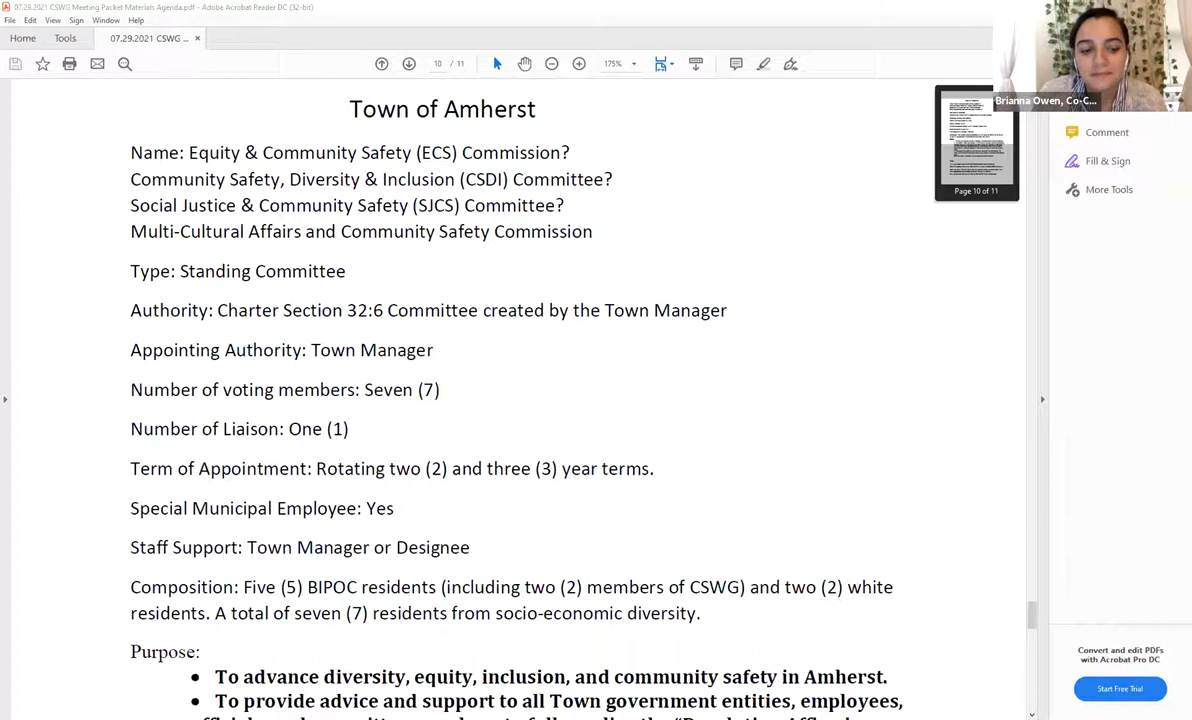 07.29.2021 CSWG Meeting Packet Materials Agenda.pdf - Adobe Acrobat Reader DC (32-bit)
File Edit View Sign Window Help
Home Tools 07.29.2021 CSWG ... ×
10 / 11 175%
Brianna Owen, Co-C...
Town of Amherst
Name: Equity & Community Safety (ECS) Commission?
Community Safety, Diversity & Inclusion (CSDI) Committee?
Social Justice & Community Safety (SJCS) Committee?
Multi-Cultural Affairs and Community Safety Commission
Type: Standing Committee
Authority: Charter Section 32:6 Committee created by the Town Manager
Appointing Authority: Town Manager
Number of voting members: Seven (7)
Number of Liaison: One (1)
Term of Appointment: Rotating two (2) and three (3) year terms.
Special Municipal Employee: Yes
Staff Support: Town Manager or Designee
Composition: Five (5) BIPOC residents (including two (2) members of CSWG) and two (2) white
residents. A total of seven (7) residents from socio-economic diversity.
Purpose:
• To advance diversity, equity, inclusion, and community safety in Amherst.
• To provide advice and support to all Town government entities, employees,
Page 10 of 11
Comment
Fill & Sign
More Tools
Convert and edit PDFs
with Acrobat Pro DC
Start Free Trial